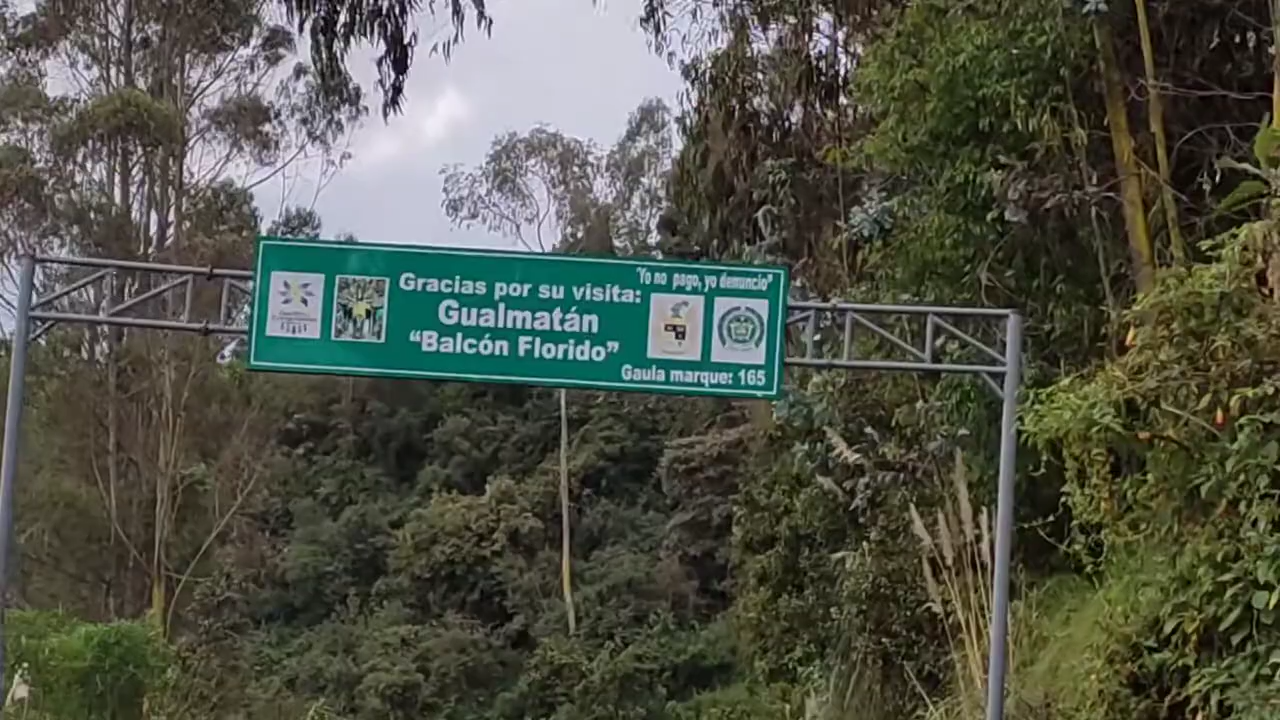 "Yo no pago, yo denuncio"
Gracias por su visita:
Gualmatán
"Balcón Florido"
Gaula marque: 165